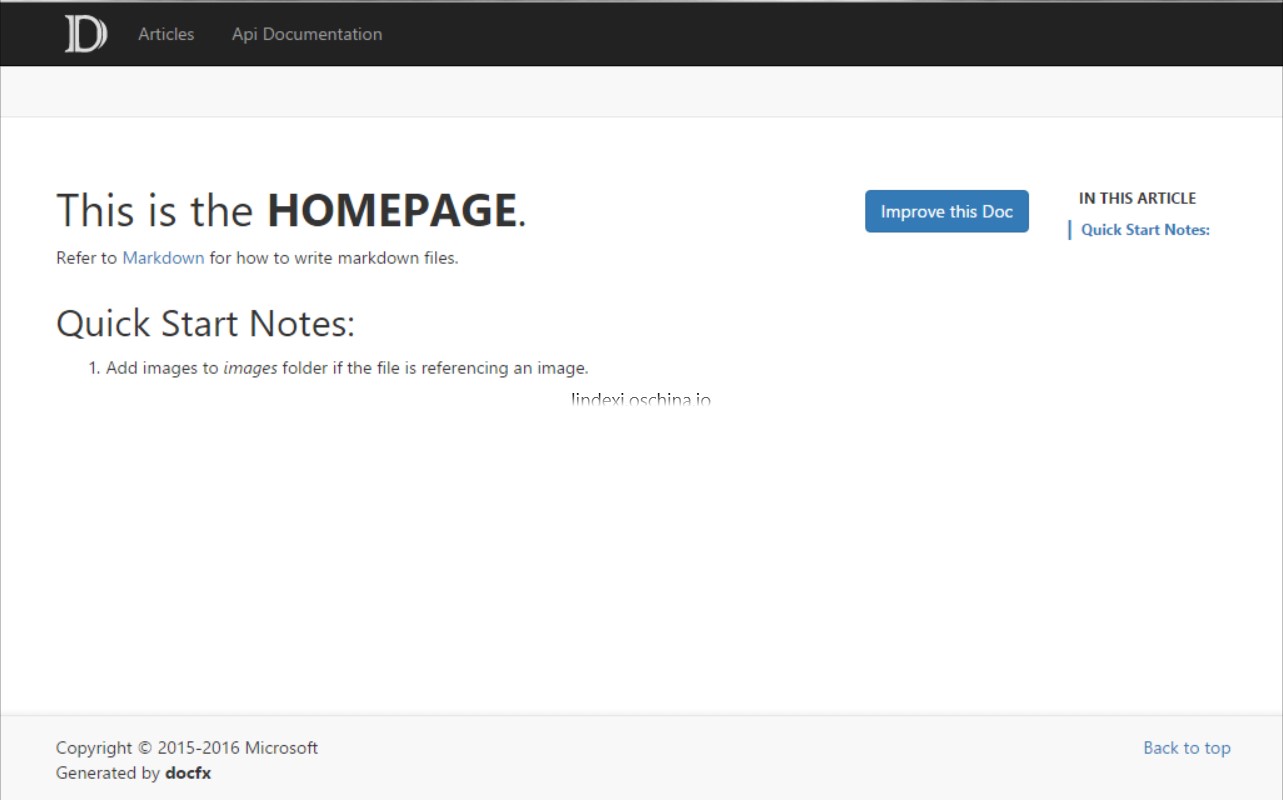 D
Articles
Api Documentation
This is the HOMEPAGE.
Improve this Doc
IN THIS ARTICLE
Quick Start Notes:
Refer to Markdown for how to write markdown files.
Quick Start Notes:
1. Add images to images folder if the file is referencing an image.
lindexi.oschina.io
Copyright © 2015-2016 Microsoft
Back to top
Generated by docfx